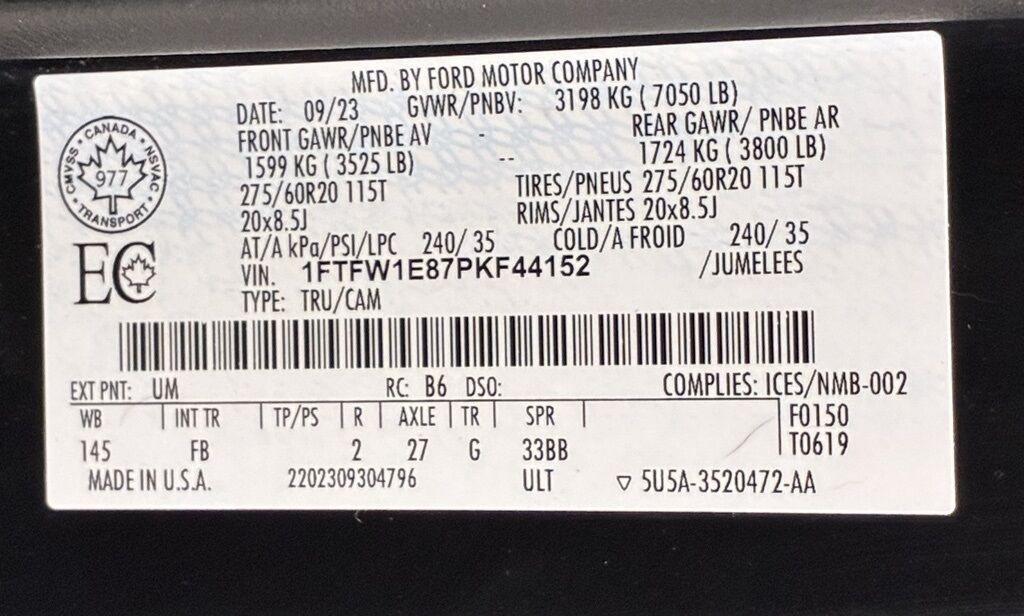 MFD. BY FORD MOTOR COMPANY
DATE: 09/23 GVWR/PNBV: 3198 KG ( 7050 LB)
FRONT GAWR/PNBE AV - REAR GAWR/ PNBE AR
1599 KG ( 3525 LB) -- 1724 KG ( 3800 LB)
275/60R20 115T TIRES/PNEUS 275/60R20 115T
20x8.5J RIMS/JANTES 20x8.5J
AT/A kPa/PSI/LPC 240/ 35 COLD/A FROID 240/ 35
VIN. 1FTFW1E87PKF44152 /JUMELEES
TYPE: TRU/CAM
CANADA
CMVSS 977 NSVAC
TRANSPORT
EC
EXT PNT: UM RC: B6 DSO: COMPLIES: ICES/NMB-002
WB INT TR TP/PS R AXLE TR SPR F0150
145 FB 2 27 G 33BB T0619
MADE IN U.S.A. 2202309304796 ULT ▽ 5U5A-3520472-AA